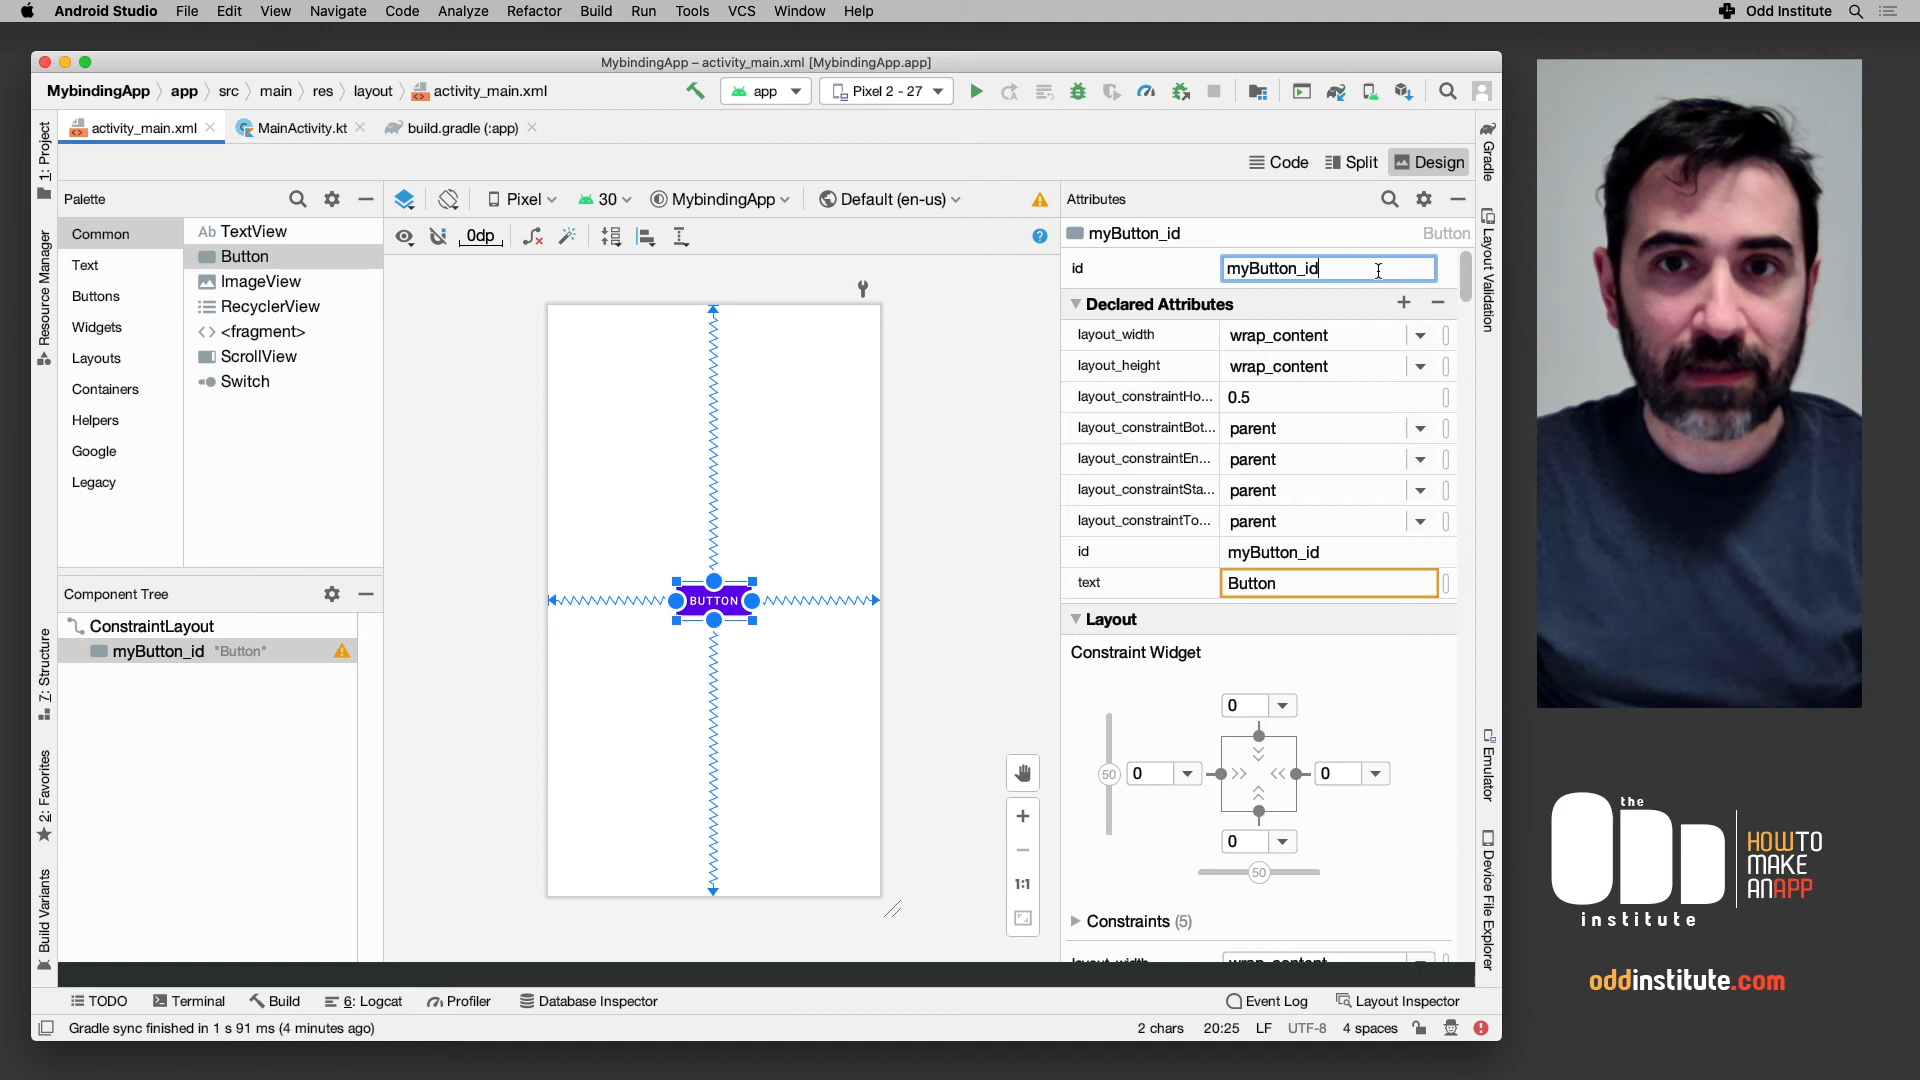 Android Studio File Edit View Navigate Code Analyze Refactor Build Run Tools VCS Window Help Odd Institute
MybindingApp – activity_main.xml [MybindingApp.app]
MybindingApp app src main res layout activity_main.xml app Pixel 2 - 27
activity_main.xml MainActivity.kt build.gradle (:app)
Code Split Design
Palette
Pixel 30 MybindingApp Default (en-us)
Attributes
Common
Text
Buttons
Widgets
Layouts
Containers
Helpers
Google
Legacy
Ab TextView
Button
ImageView
RecyclerView
<fragment>
ScrollView
Switch
0dp
BUTTON
1:1
Component Tree
ConstraintLayout
myButton_id "Button"
myButton_id Button
id myButton_id
Declared Attributes
layout_width wrap_content
layout_height wrap_content
layout_constraintHo... 0.5
layout_constraintBot... parent
layout_constraintEn... parent
layout_constraintSta... parent
layout_constraintTo... parent
id myButton_id
text Button
Layout
Constraint Widget
0
50 0 0
0
50
Constraints (5)
layout_width wrap_content
1: Project
Resource Manager
7: Structure
2: Favorites
Build Variants
Gradle
Layout Validation
Emulator
Device File Explorer
TODO Terminal Build 6: Logcat Profiler Database Inspector Event Log Layout Inspector
Gradle sync finished in 1 s 91 ms (4 minutes ago) 2 chars 20:25 LF UTF-8 4 spaces
the
ODD
institute
HOWTO
MAKE
ANAPP
oddinstitute.com